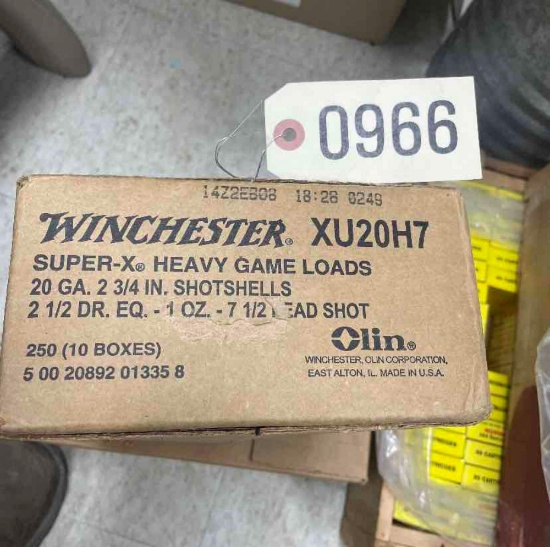 0966
14Z2EB08 18:28 0249
WINCHESTER® XU20H7
SUPER-X® HEAVY GAME LOADS
20 GA. 2 3/4 IN. SHOTSHELLS
2 1/2 DR. EQ. - 1 OZ. - 7 1/2 EAD SHOT
Olin®
250 (10 BOXES)
WINCHESTER, OLIN CORPORATION,
5 00 20892 01335 8
EAST ALTON, IL. MADE IN U.S.A.